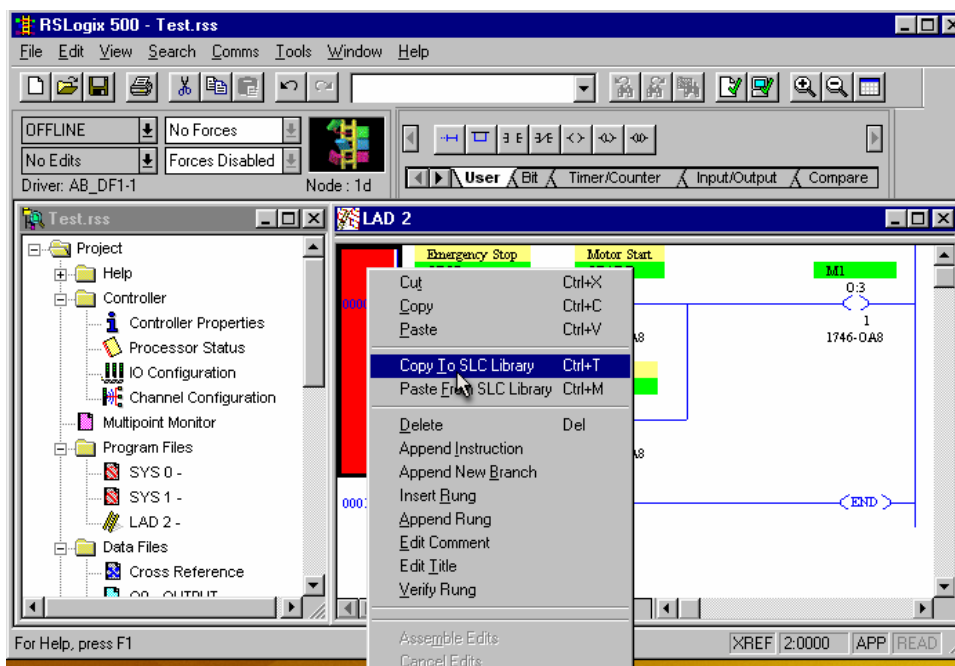 RSLogix 500 - Test.rss
File Edit View Search Comms Tools Window Help
OFFLINE No Forces
No Edits Forces Disabled
Driver: AB_DF1-1 Node : 1d
User Bit Timer/Counter Input/Output Compare
Test.rss
Project
Help
Controller
Controller Properties
Processor Status
IO Configuration
Channel Configuration
Multipoint Monitor
Program Files
SYS 0 -
SYS 1 -
LAD 2 -
Data Files
Cross Reference
LAD 2
Emergency Stop Motor Start
M1
O:3
1
1746-OA8
Cut Ctrl+X
Copy Ctrl+C
Paste Ctrl+V
Copy To SLC Library Ctrl+T
Paste From SLC Library Ctrl+M
Delete Del
Append Instruction
Append New Branch
Insert Rung
Append Rung
Edit Comment
Edit Title
Verify Rung
Assemble Edits
Cancel Edits
END
For Help, press F1 XREF 2:0000 APP READ